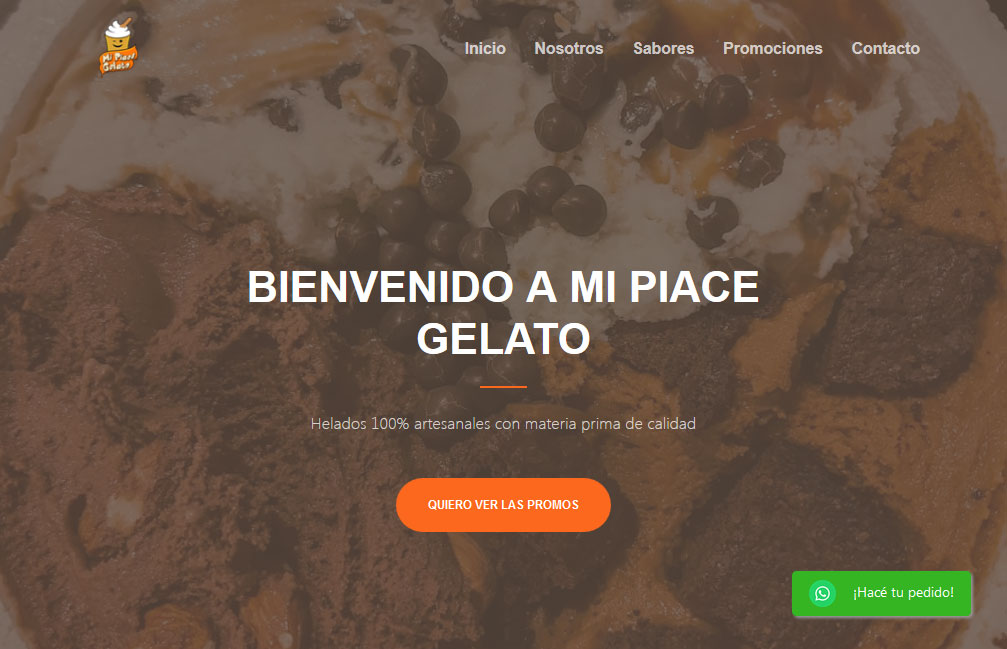 Mi Piace
Gelato
Inicio Nosotros Sabores Promociones Contacto
BIENVENIDO A MI PIACE
GELATO
Helados 100% artesanales con materia prima de calidad
QUIERO VER LAS PROMOS
¡Hacé tu pedido!